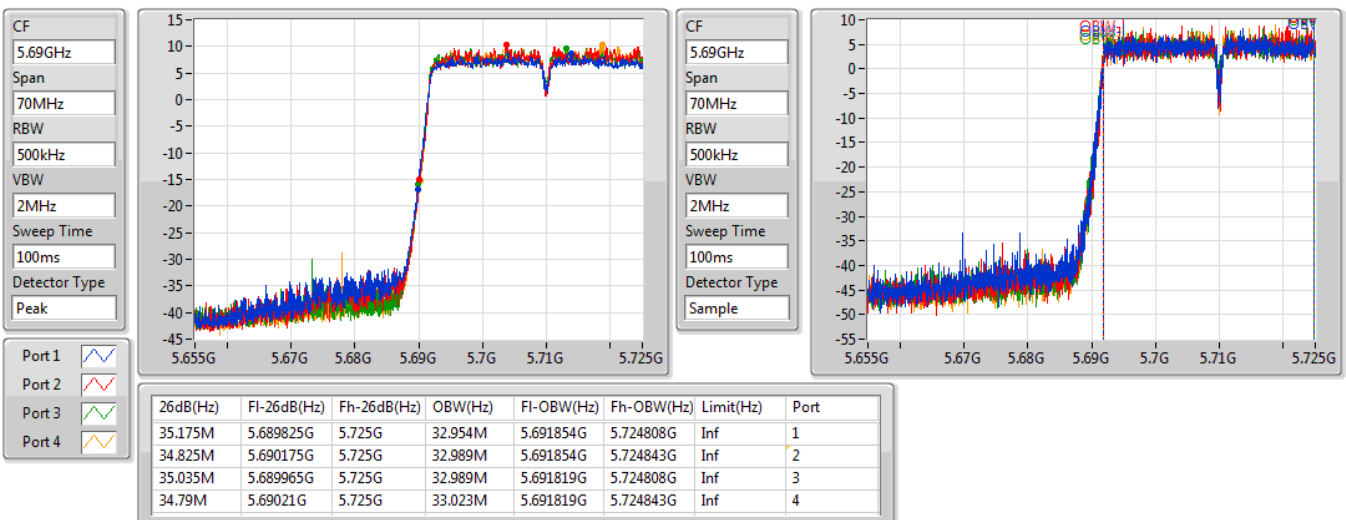 CF
5.69GHz
Span
70MHz
RBW
500kHz
VBW
2MHz
Sweep Time
100ms
Detector Type
Peak
15
10
5
0
-5
-10
-15
-20
-25
-30
-35
-40
-45
5.655G 5.67G 5.68G 5.69G 5.7G 5.71G 5.725G
CF
5.69GHz
Span
70MHz
RBW
500kHz
VBW
2MHz
Sweep Time
100ms
Detector Type
Sample
10
5
0
-5
-10
-15
-20
-25
-30
-35
-40
-45
-50
-55
5.655G 5.67G 5.68G 5.69G 5.7G 5.71G 5.725G
Port 1
Port 2
Port 3
Port 4
26dB(Hz) Fl-26dB(Hz) Fh-26dB(Hz) OBW(Hz) Fl-OBW(Hz) Fh-OBW(Hz) Limit(Hz) Port
35.175M 5.689825G 5.725G 32.954M 5.691854G 5.724808G Inf 1
34.825M 5.690175G 5.725G 32.989M 5.691854G 5.724843G Inf 2
35.035M 5.689965G 5.725G 32.989M 5.691819G 5.724808G Inf 3
34.79M 5.69021G 5.725G 33.023M 5.691819G 5.724843G Inf 4